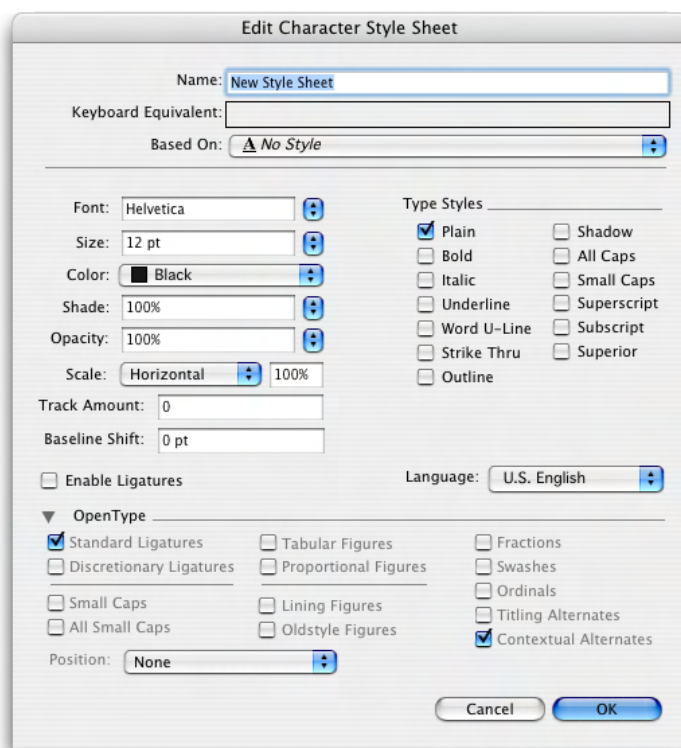 Edit Character Style Sheet
Name: New Style Sheet
Keyboard Equivalent:
Based On: A No Style
Font: Helvetica
Size: 12 pt
Color: Black
Shade: 100%
Opacity: 100%
Scale: Horizontal 100%
Track Amount: 0
Baseline Shift: 0 pt
Type Styles
Plain
Bold
Italic
Underline
Word U-Line
Strike Thru
Outline
Shadow
All Caps
Small Caps
Superscript
Subscript
Superior
Enable Ligatures
Language: U.S. English
OpenType
Standard Ligatures
Discretionary Ligatures
Small Caps
All Small Caps
Tabular Figures
Proportional Figures
Lining Figures
Oldstyle Figures
Fractions
Swashes
Ordinals
Titling Alternates
Contextual Alternates
Position: None
Cancel
OK